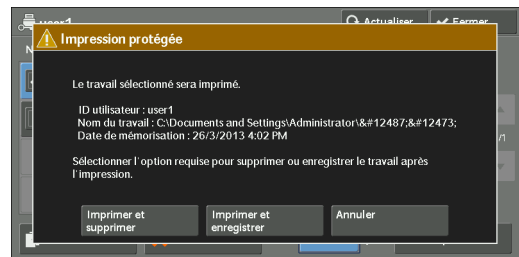 user1
Actualiser
Fermer
Impression protégée
Le travail sélectionné sera imprimé.
ID utilisateur : user1
Nom du travail : C:\Documents and Settings\Administrator\&#12487;&#12473;
Date de mémorisation : 26/3/2013 4:02 PM
Sélectionner l'option requise pour supprimer ou enregistrer le travail après
l'impression.
Imprimer et
supprimer
Imprimer et
enregistrer
Annuler